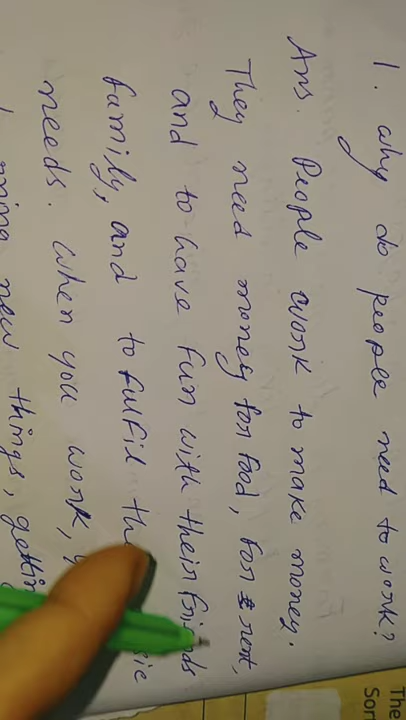 1. why do people need to work?
Ans. People work to make money.
They need money for food, for rent,
and to have fun with their friends
family, and to fulfil
needs. when you work,
new things,
The